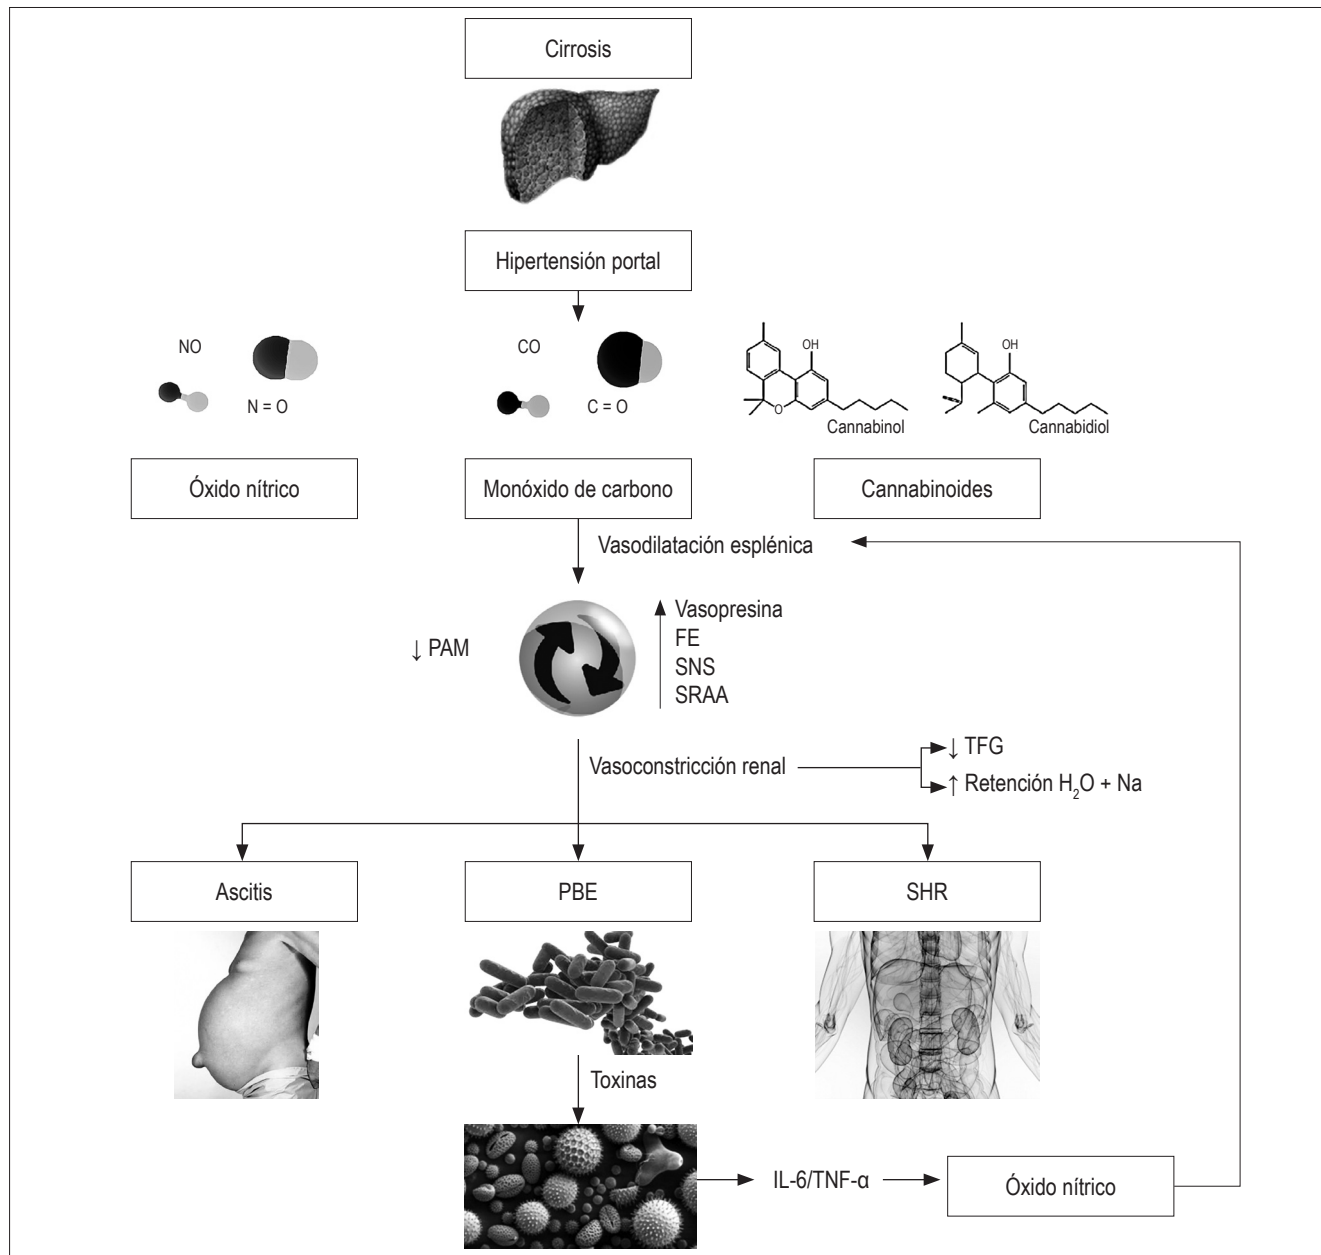 Cirrosis
Hipertensión portal
NO
N = O
CO
C = O
OH
O
Cannabinol
OH
Cannabidiol
Óxido nítrico
Monóxido de carbono
Cannabinoides
Vasodilatación esplénica
↓ PAM
Vasopresina
FE
SNS
SRAA
Vasoconstricción renal
↓ TFG
↑ Retención H₂O + Na
Ascitis
PBE
SHR
Toxinas
IL-6/TNF-α
Óxido nítrico